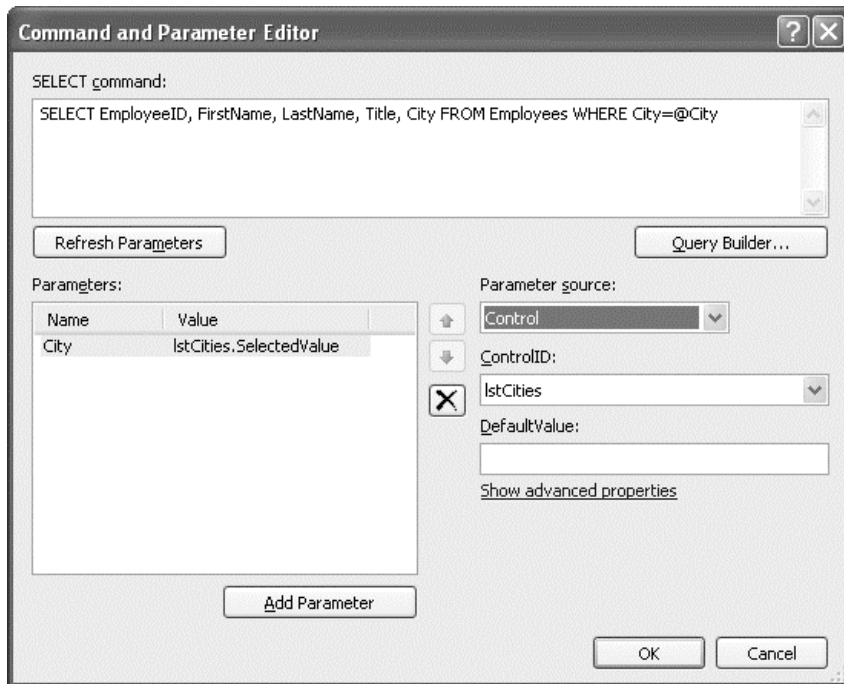 Command and Parameter Editor
SELECT command:
SELECT EmployeeID, FirstName, LastName, Title, City FROM Employees WHERE City=@City
Refresh Parameters
Query Builder...
Parameters:
Name Value
City lstCities.SelectedValue
Add Parameter
Parameter source:
Control
ControlID:
lstCities
DefaultValue:
Show advanced properties
OK
Cancel